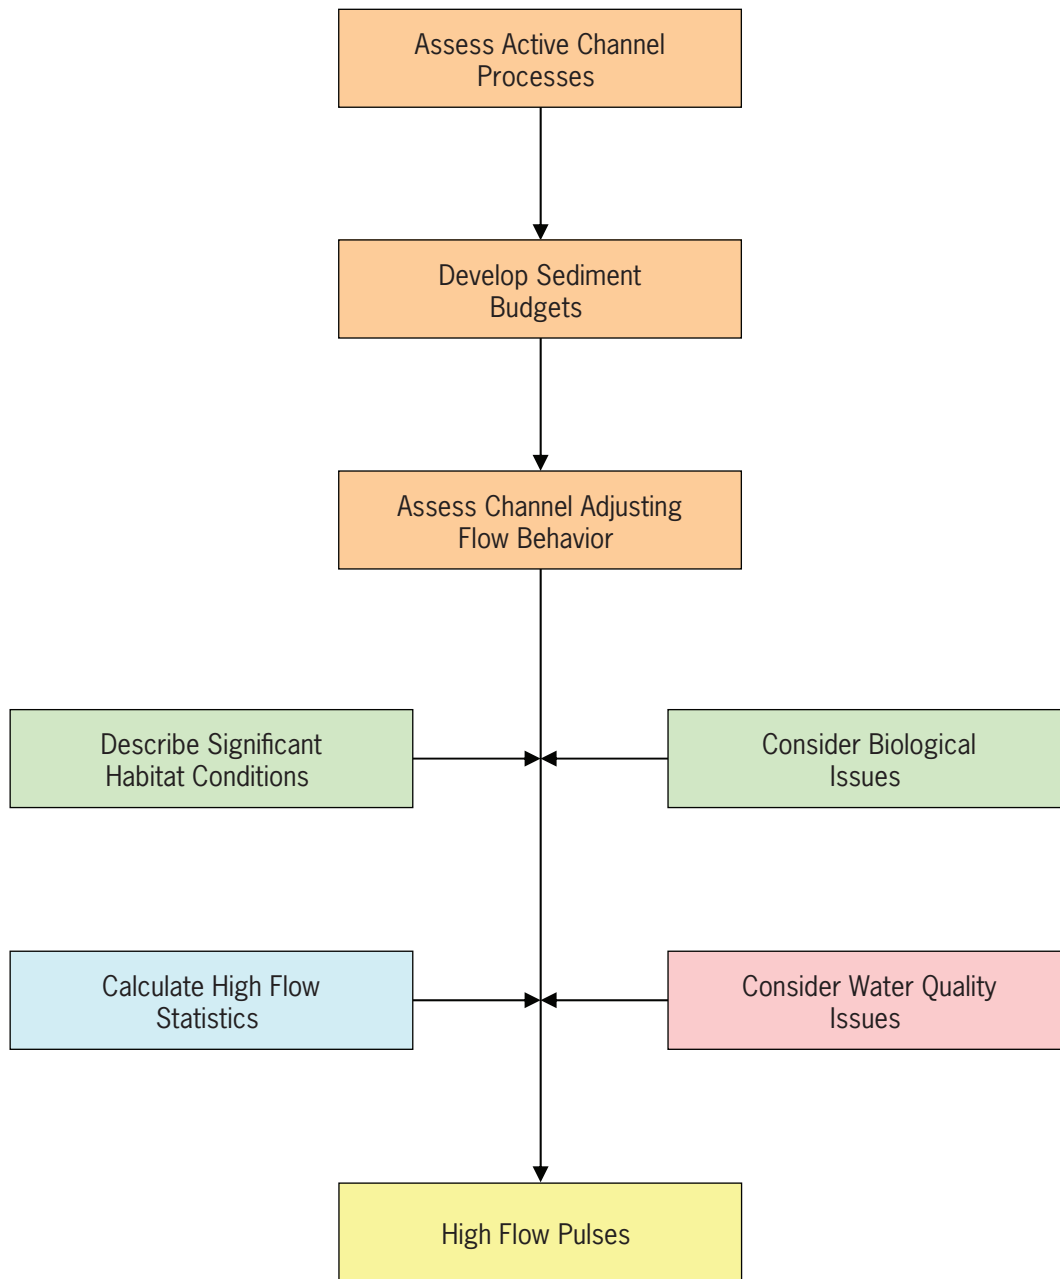 Assess Active Channel
Processes
Develop Sediment
Budgets
Assess Channel Adjusting
Flow Behavior
Describe Significant
Habitat Conditions
Consider Biological
Issues
Calculate High Flow
Statistics
Consider Water Quality
Issues
High Flow Pulses